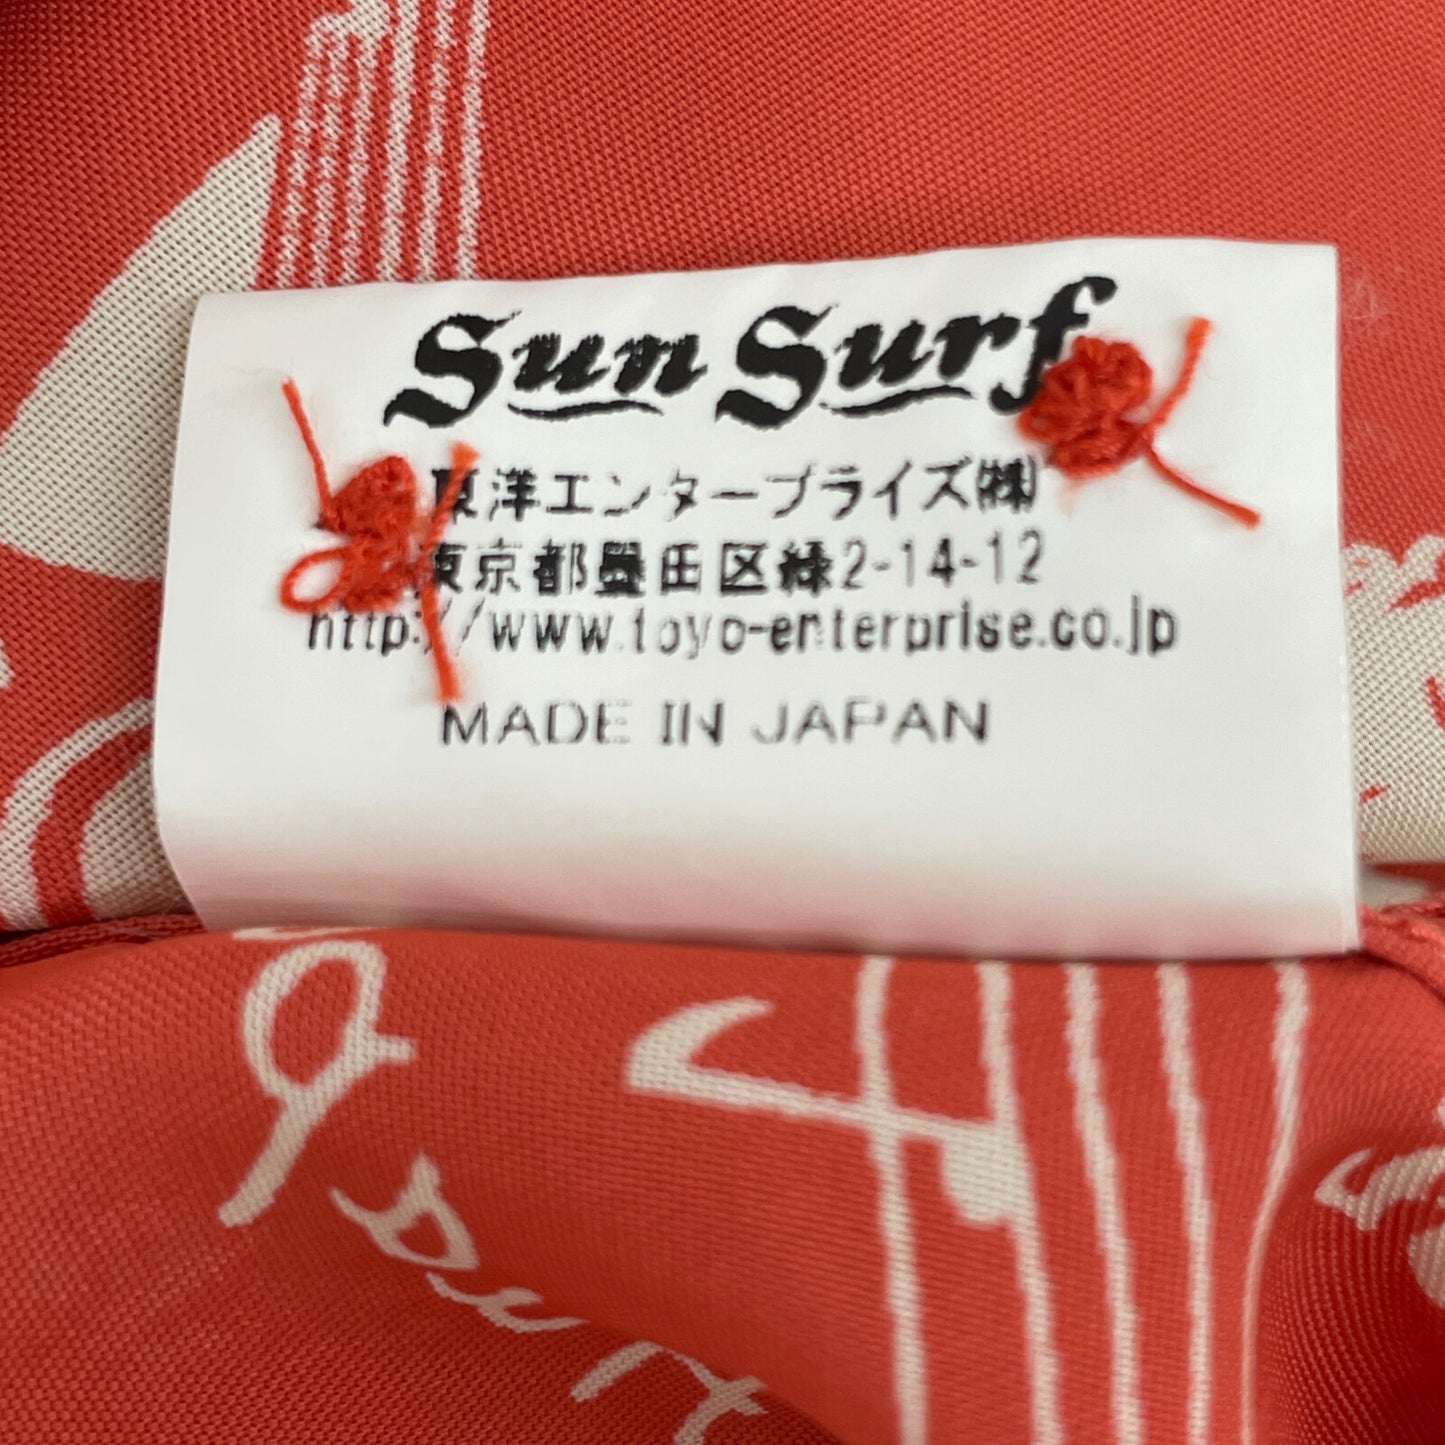 Sun Surf
東洋エンタープライズ㈱
東京都墨田区緑2-14-12
http://www.toyo-enterprise.co.jp
MADE IN JAPAN